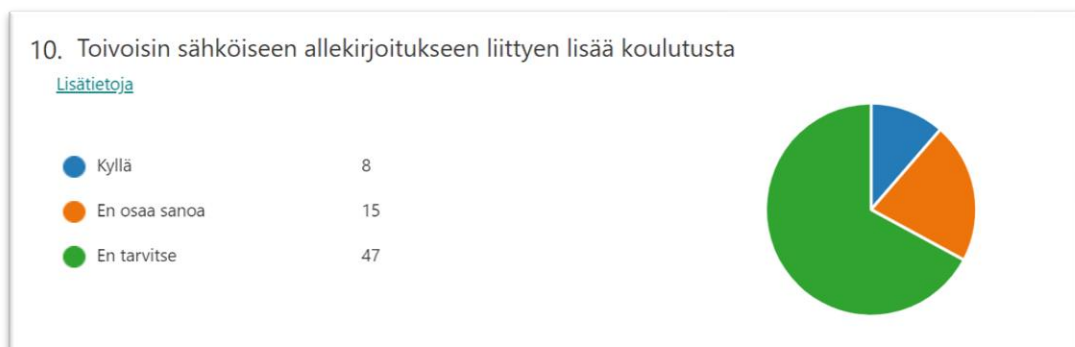 10. Toivoisin sähköiseen allekirjoitukseen liittyen lisää koulutusta
Lisätietoja
Kyllä 8
En osaa sanoa 15
En tarvitse 47